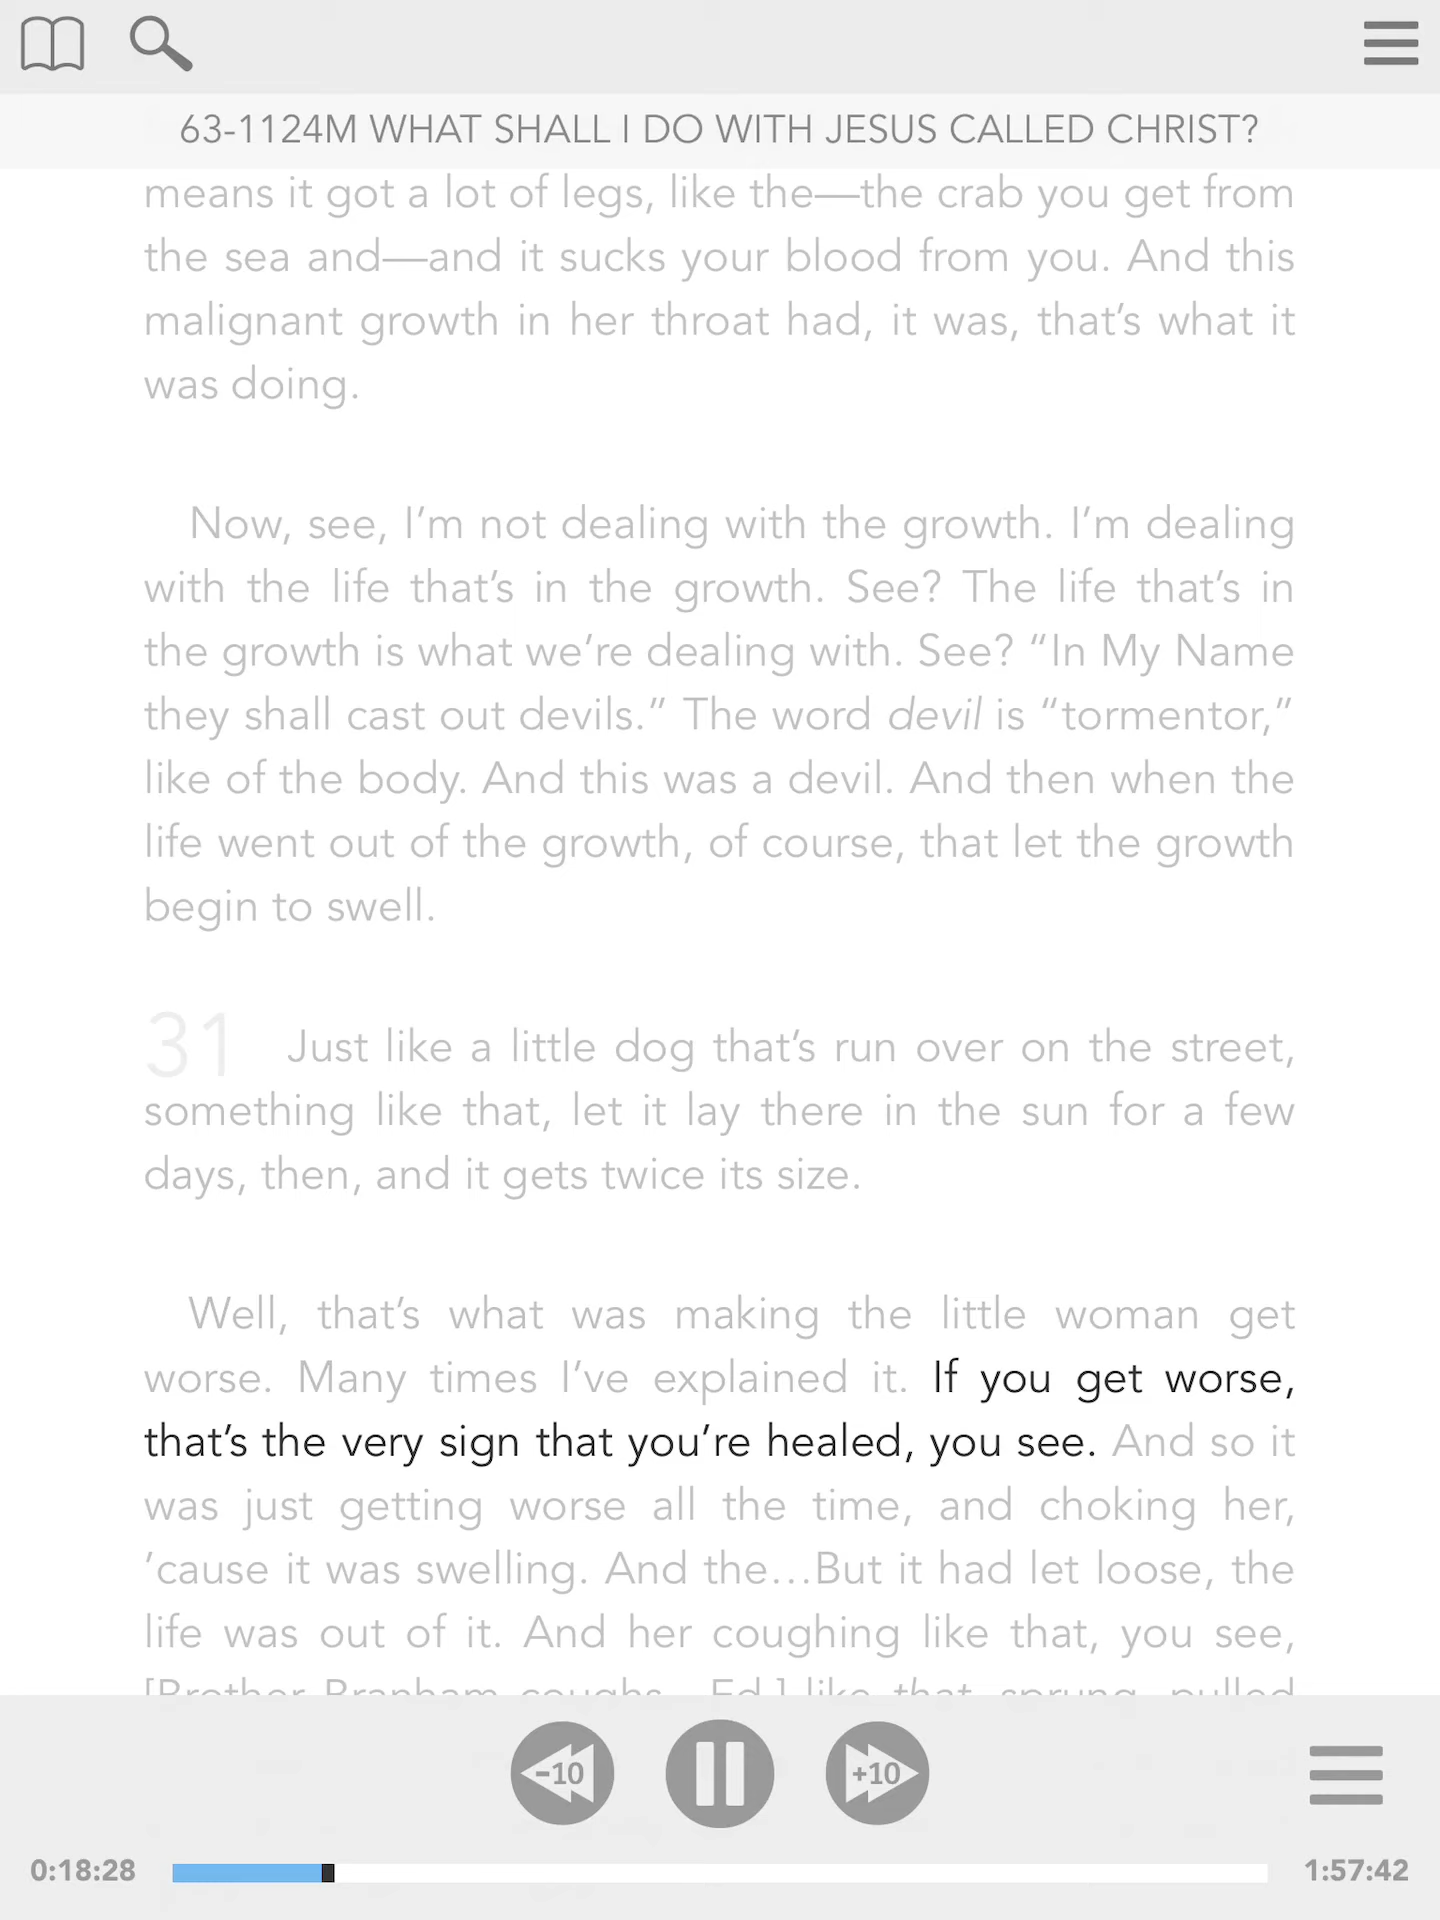 63-1124M WHAT SHALL I DO WITH JESUS CALLED CHRIST?
means it got a lot of legs, like the—the crab you get from
the sea and—and it sucks your blood from you. And this
malignant growth in her throat had, it was, that’s what it
was doing.
Now, see, I’m not dealing with the growth. I’m dealing
with the life that’s in the growth. See? The life that’s in
the growth is what we’re dealing with. See? “In My Name
they shall cast out devils.” The word devil is “tormentor,”
like of the body. And this was a devil. And then when the
life went out of the growth, of course, that let the growth
begin to swell.
31 Just like a little dog that’s run over on the street,
something like that, let it lay there in the sun for a few
days, then, and it gets twice its size.
Well, that’s what was making the little woman get
worse. Many times I’ve explained it. If you get worse,
that’s the very sign that you’re healed, you see. And so it
was just getting worse all the time, and choking her,
’cause it was swelling. And the…But it had let loose, the
life was out of it. And her coughing like that, you see,
[Brother Branham coughs—Ed.] like that, sprung, pulled
-10 +10
0:18:28 1:57:42